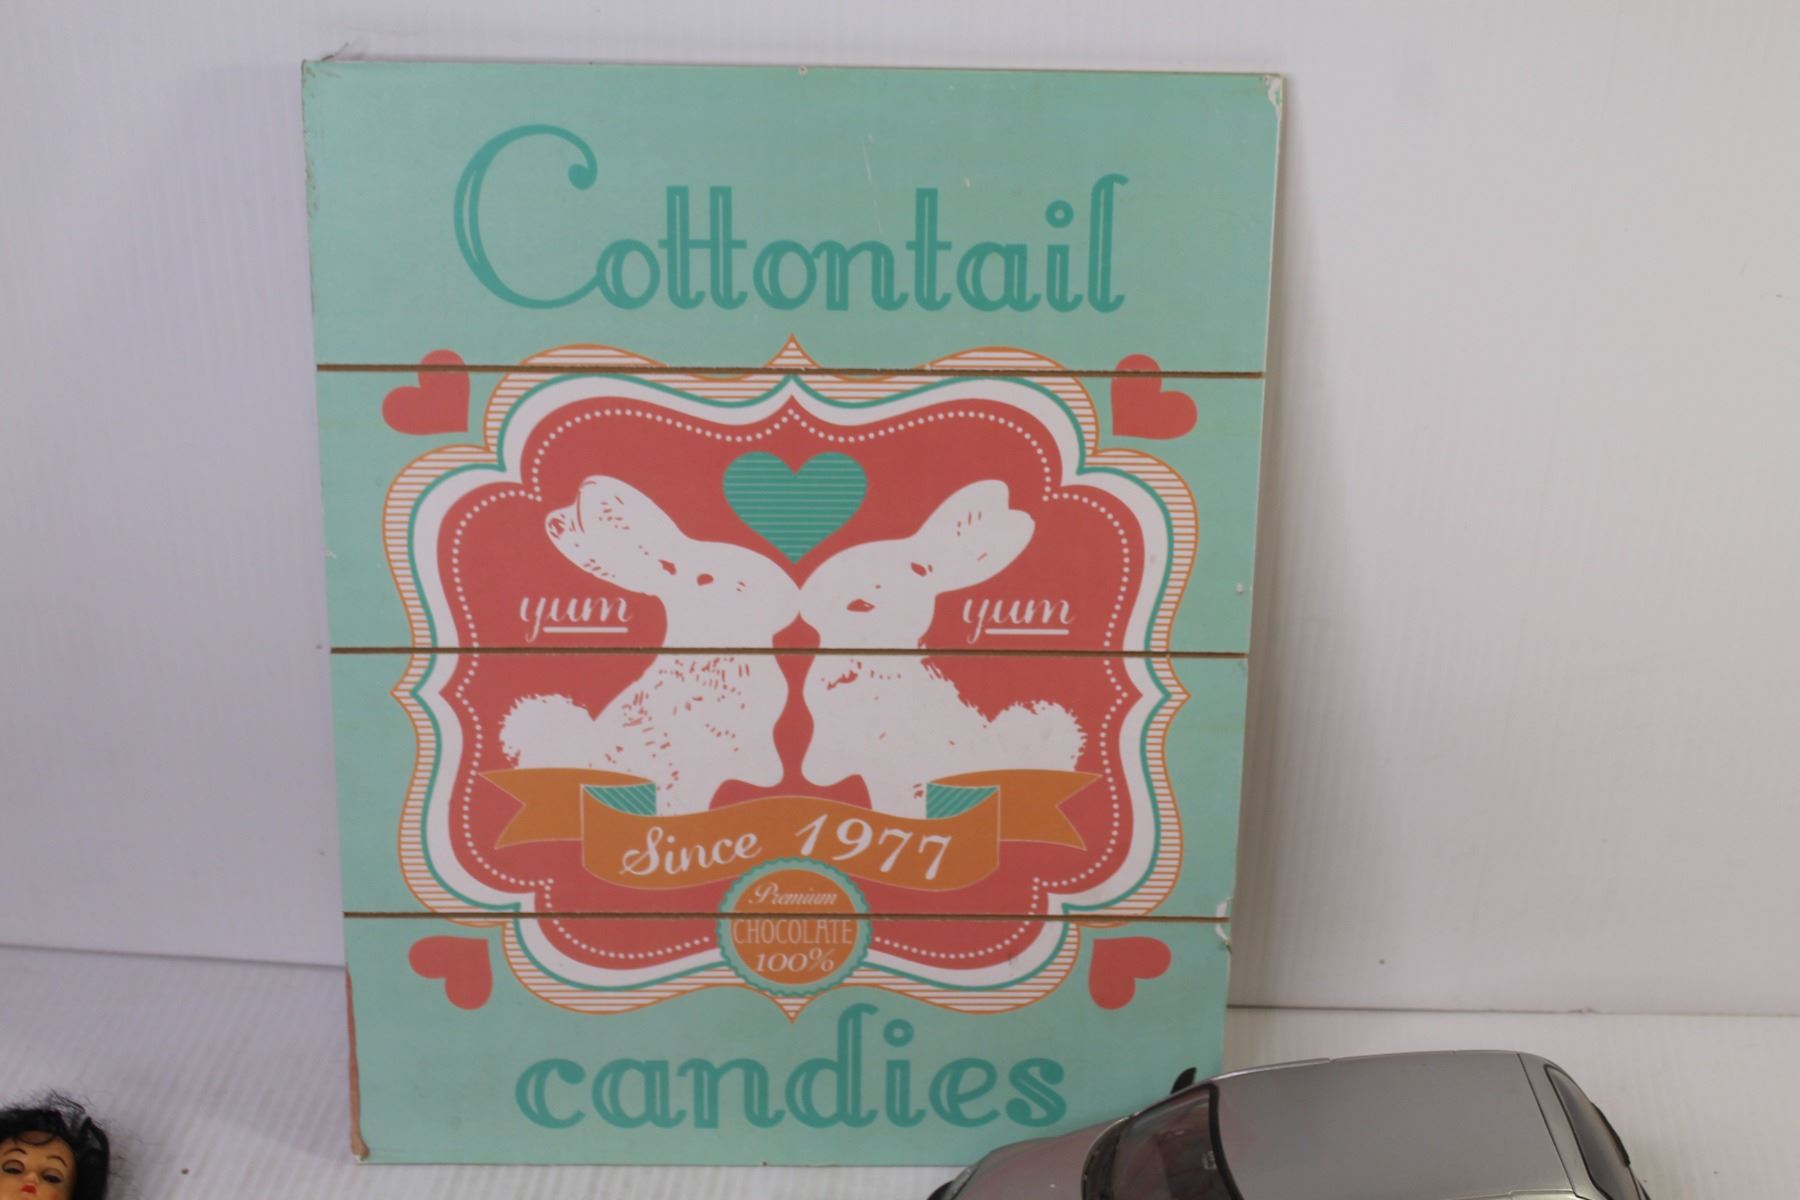 Cottontail
yum yum
Since 1977
Premium
CHOCOLATE
100%
candies